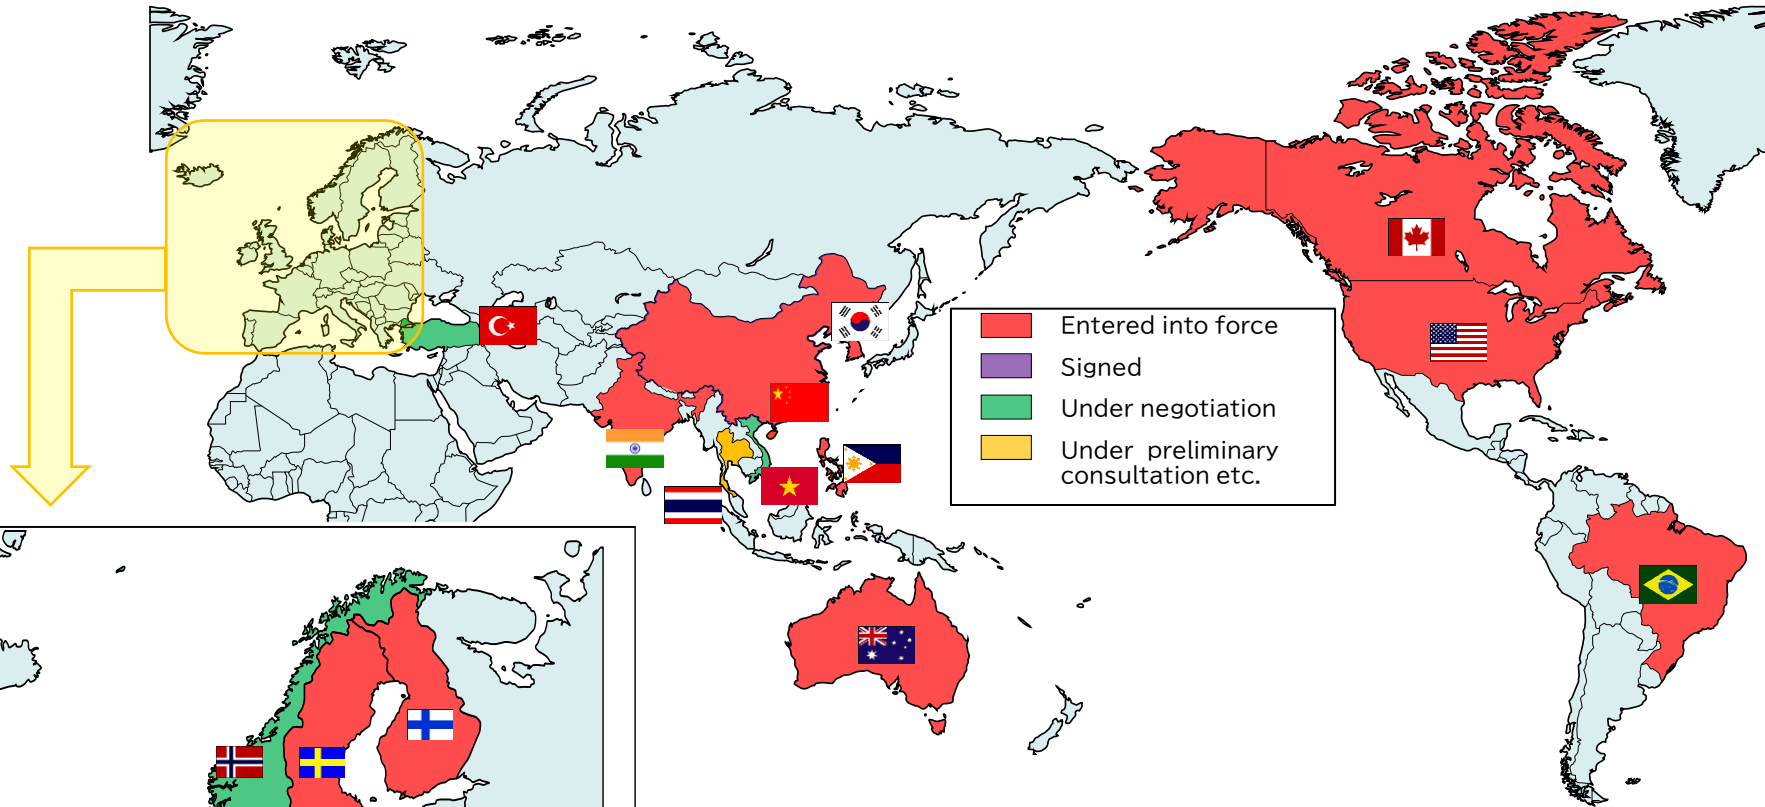 Entered into force
Signed
Under negotiation
Under preliminary
consultation etc.